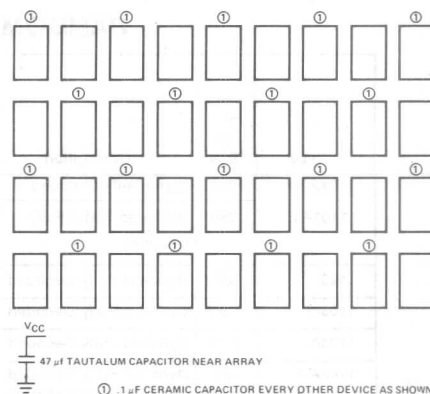 ① ① ① ① ①
① ① ① ①
① ① ① ① ①
① ① ① ①
VCC
47 µf TAUTALUM CAPACITOR NEAR ARRAY
① .1 µF CERAMIC CAPACITOR EVERY OTHER DEVICE AS SHOWN